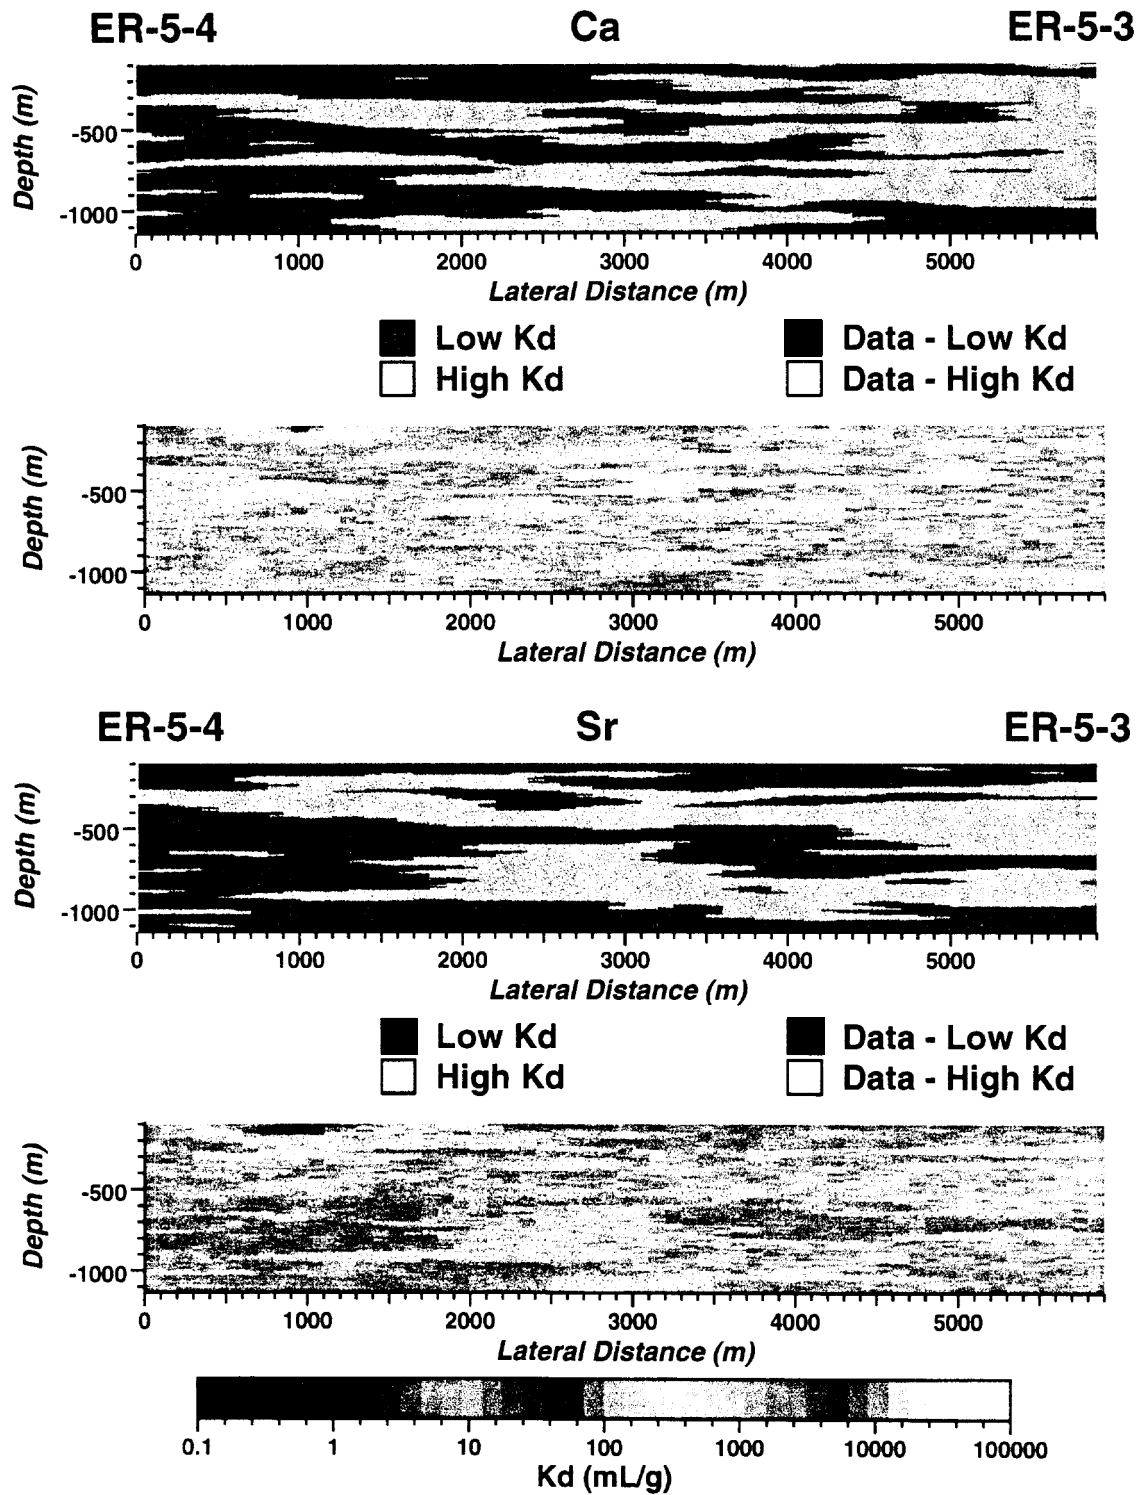 ER-5-4 Ca ER-5-3
Depth (m)
-500
-1000
0 1000 2000 3000 4000 5000
Lateral Distance (m)
Low Kd Data - Low Kd
High Kd Data - High Kd
Depth (m)
-500
-1000
0 1000 2000 3000 4000 5000
Lateral Distance (m)
ER-5-4 Sr ER-5-3
Depth (m)
-500
-1000
0 1000 2000 3000 4000 5000
Lateral Distance (m)
Low Kd Data - Low Kd
High Kd Data - High Kd
Depth (m)
-500
-1000
0 1000 2000 3000 4000 5000
Lateral Distance (m)
0.1 1 10 100 1000 10000 100000
Kd (mL/g)